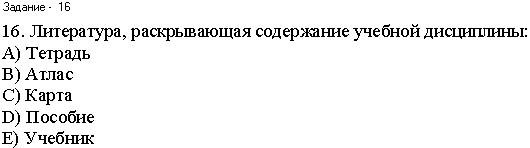 Задание - 16
16. Литература, раскрывающая содержание учебной дисциплины:
A) Тетрадь
B) Атлас
C) Карта
D) Пособие
E) Учебник